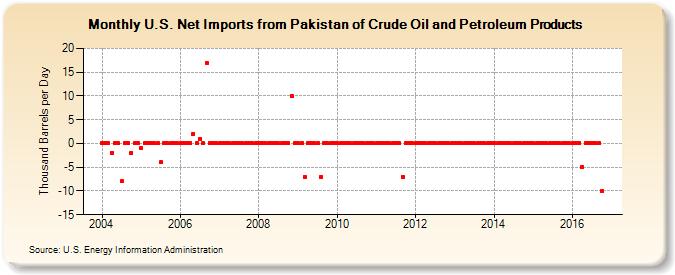 Monthly U.S. Net Imports from Pakistan of Crude Oil and Petroleum Products
Thousand Barrels per Day
20
15
10
5
0
-5
-10
-15
2004 2006 2008 2010 2012 2014 2016
Source: U.S. Energy Information Administration